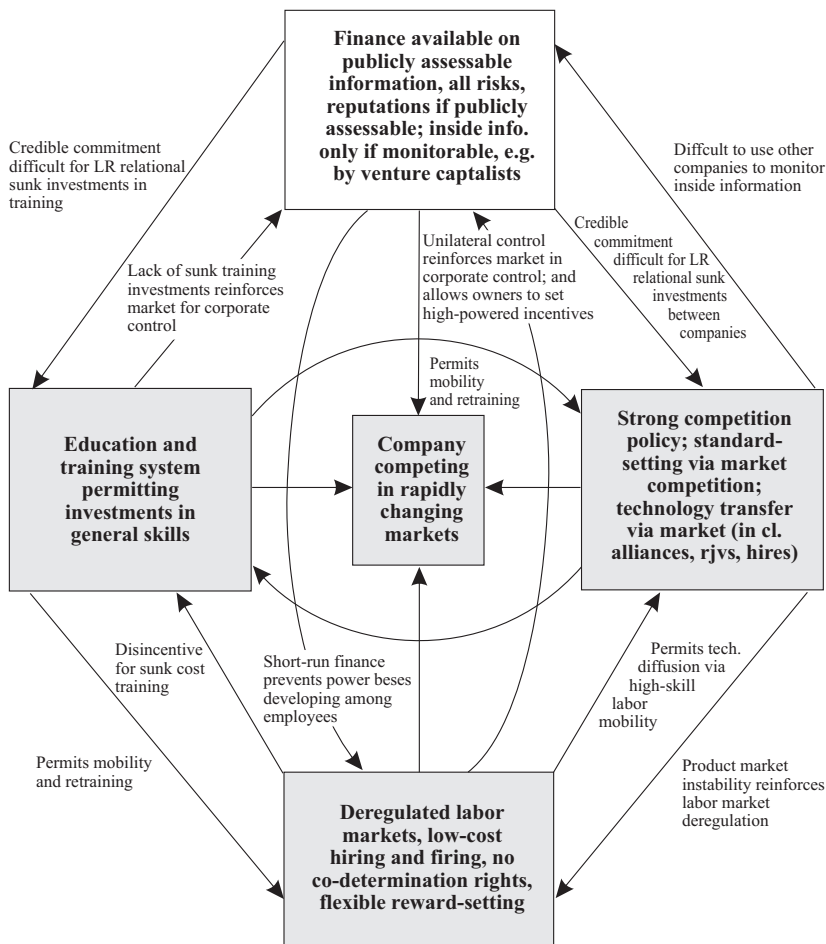 Finance available on
publicly assessable
information, all risks,
reputations if publicly
assessable; inside info.
only if monitorable, e.g.
by venture captalists
Credible commitment
difficult for LR relational
sunk investments in
training
Diffcult to use other
companies to monitor
inside information
Lack of sunk training
investments reinforces
market for corporate
control
Unilateral control
reinforces market in
corporate control; and
allows owners to set
high-powered incentives
Credible
commitment
difficult for LR
relational sunk
investments
between
companies
Permits
mobility
and retraining
Education and
training system
permitting
investments in
general skills
Company
competing
in rapidly
changing
markets
Strong competition
policy; standard-
setting via market
competition;
technology transfer
via market (in cl.
alliances, rjvs, hires)
Disincentive
for sunk cost
training
Short-run finance
prevents power beses
developing among
employees
Permits tech.
diffusion via
high-skill
labor
mobility
Permits mobility
and retraining
Product market
instability reinforces
labor market
deregulation
Deregulated labor
markets, low-cost
hiring and firing, no
co-determination rights,
flexible reward-setting